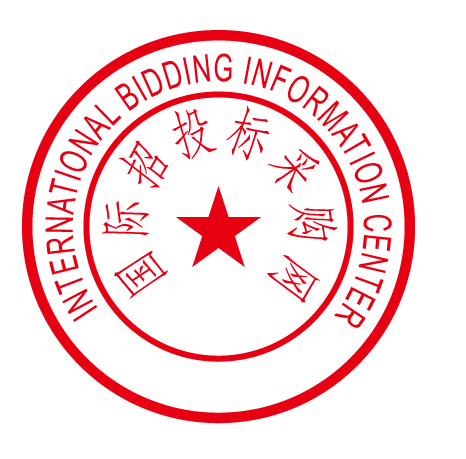 INTERNATIONAL BIDDING INFORMATION CENTER
国际招投标采购网